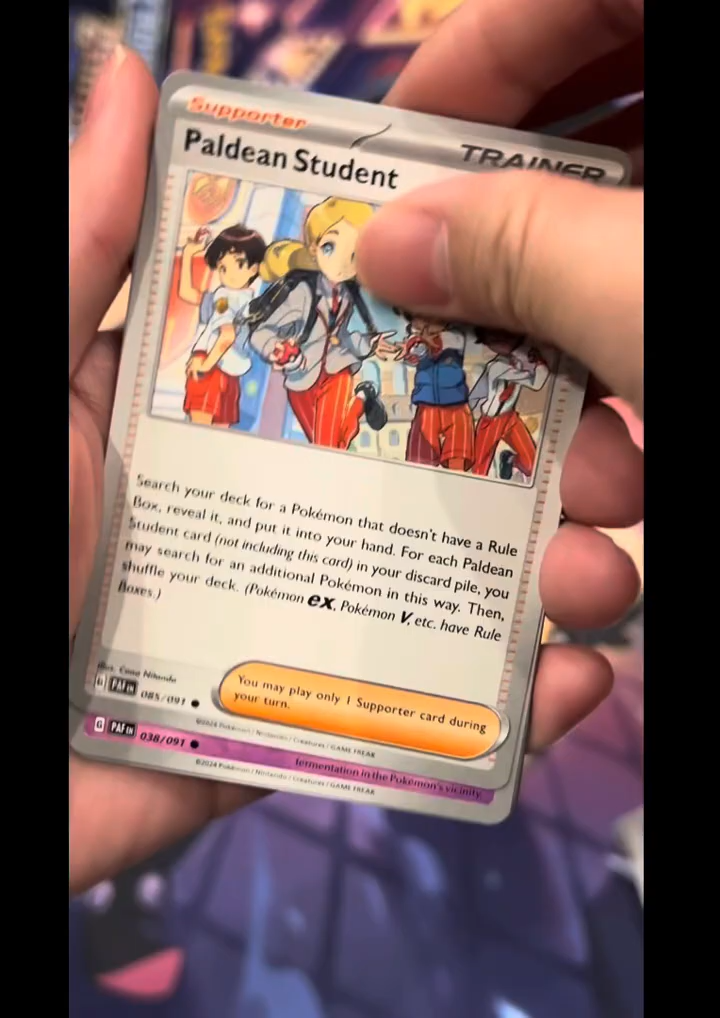 Supporter
TRAINER
Paldean Student
Search your deck for a Pokémon that doesn't have a Rule
Box, reveal it, and put it into your hand. For each Paldean
Student card (not including this card) in your discard pile, you
may search for an additional Pokémon in this way. Then,
shuffle your deck. (Pokémon ex, Pokémon V, etc. have Rule
Boxes.)
You may play only 1 Supporter card during
your turn.
G PAF EN 085/091
©2024 Pokémon / Nintendo / Creatures / GAME FREAK
G PAF EN 038/091
fermentation in the Pokémon's vicinity.
©2024 Pokémon / Nintendo / Creatures / GAME FREAK